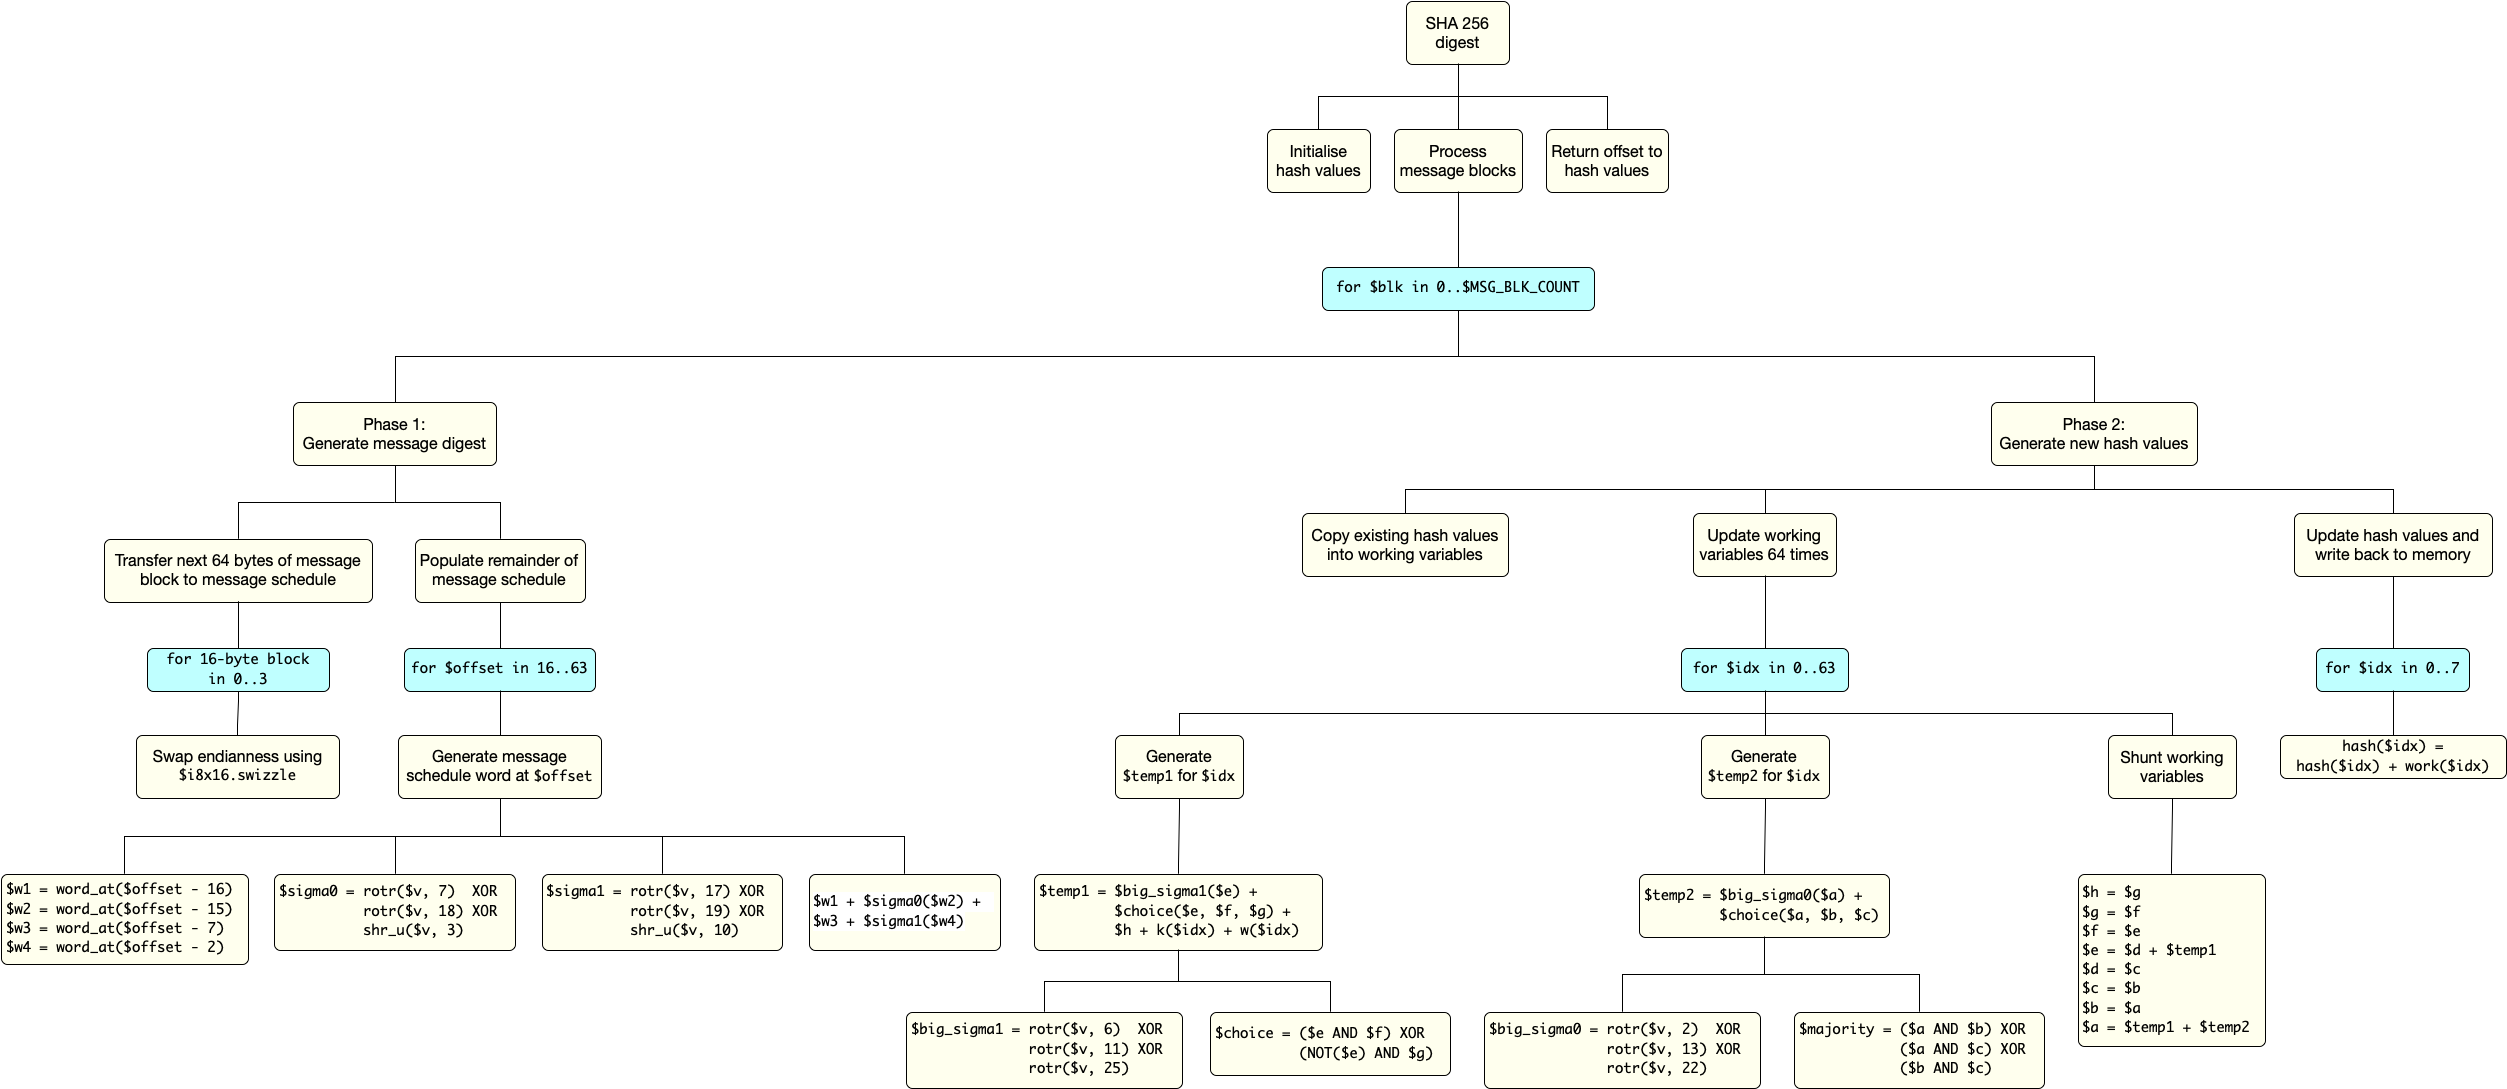 SHA 256
digest
Initialise
hash values
Process
message blocks
Return offset to
hash values
for $blk in 0..$MSG_BLK_COUNT
Phase 1:
Generate message digest
Phase 2:
Generate new hash values
Transfer next 64 bytes of message
block to message schedule
Populate remainder of
message schedule
Copy existing hash values
into working variables
Update working
variables 64 times
Update hash values and
write back to memory
for 16-byte block
in 0..3
for $offset in 16..63
for $idx in 0..63
for $idx in 0..7
Swap endianness using
$i8x16.swizzle
Generate message
schedule word at $offset
Generate
$temp1 for $idx
Generate
$temp2 for $idx
Shunt working
variables
hash($idx) =
hash($idx) + work($idx)
$w1 = word_at($offset - 16)
$w2 = word_at($offset - 15)
$w3 = word_at($offset - 7)
$w4 = word_at($offset - 2)
$sigma0 = rotr($v, 7)  XOR
rotr($v, 18) XOR
shr_u($v, 3)
$sigma1 = rotr($v, 17) XOR
rotr($v, 19) XOR
shr_u($v, 10)
$w1 + $sigma0($w2) +
$w3 + $sigma1($w4)
$temp1 = $big_sigma1($e) +
$choice($e, $f, $g) +
$h + k($idx) + w($idx)
$temp2 = $big_sigma0($a) +
$choice($a, $b, $c)
$h = $g
$g = $f
$f = $e
$e = $d + $temp1
$d = $c
$c = $b
$b = $a
$a = $temp1 + $temp2
$big_sigma1 = rotr($v, 6)  XOR
rotr($v, 11) XOR
rotr($v, 25)
$choice = ($e AND $f) XOR
(NOT($e) AND $g)
$big_sigma0 = rotr($v, 2)  XOR
rotr($v, 13) XOR
rotr($v, 22)
$majority = ($a AND $b) XOR
($a AND $c) XOR
($b AND $c)